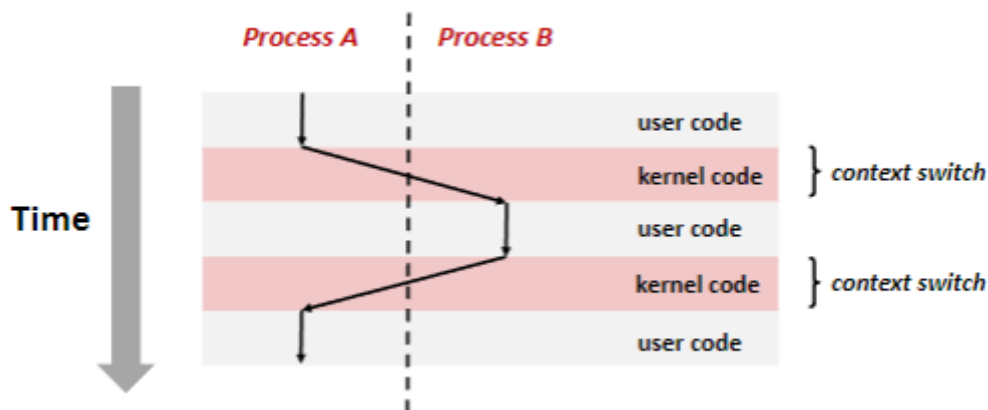 Process A Process B
user code
kernel code } context switch
Time
user code
kernel code } context switch
user code